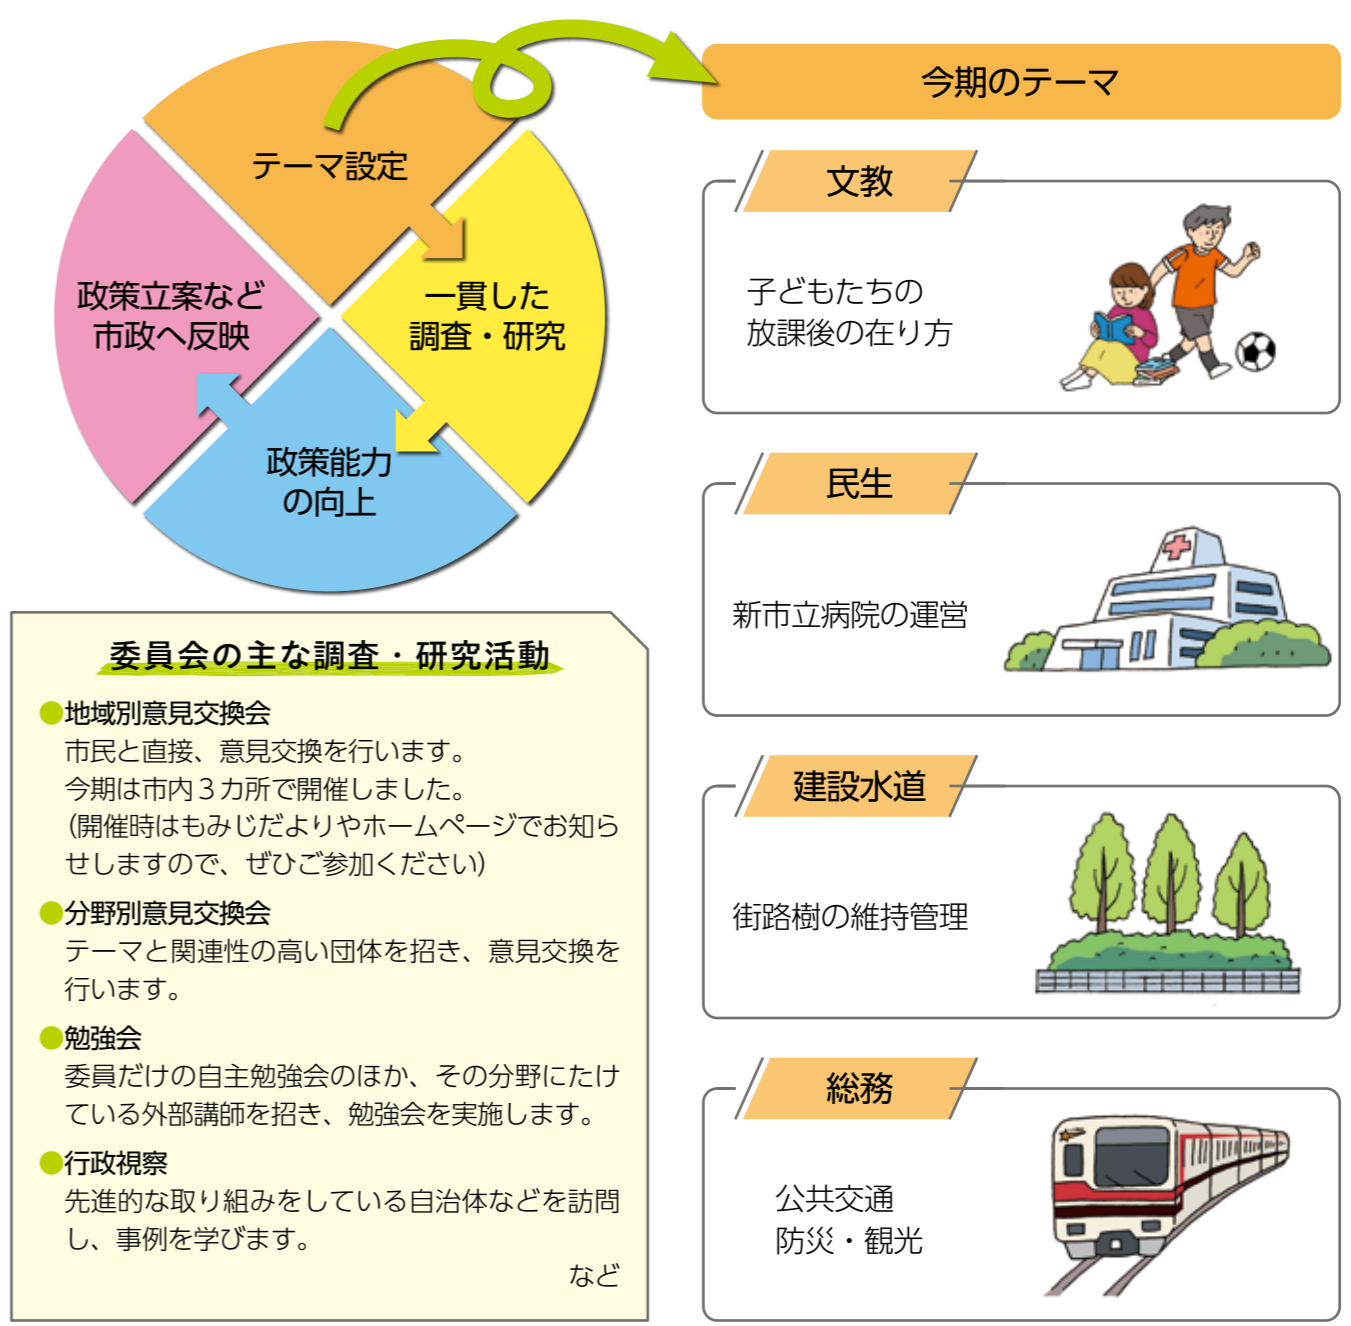 テーマ設定
一貫した
調査・研究
政策能力
の向上
政策立案など
市政へ反映
今期のテーマ
文教
子どもたちの
放課後の在り方
民生
新市立病院の運営
建設水道
街路樹の維持管理
総務
公共交通
防災・観光
委員会の主な調査・研究活動
●地域別意見交換会
市民と直接、意見交換を行います。
今期は市内3カ所で開催しました。
（開催時はもみじだよりやホームページでお知ら
せしますので、ぜひご参加ください）
●分野別意見交換会
テーマと関連性の高い団体を招き、意見交換を
行います。
●勉強会
委員だけの自主勉強会のほか、その分野にたけ
ている外部講師を招き、勉強会を実施します。
●行政視察
先進的な取り組みをしている自治体などを訪問
し、事例を学びます。
など